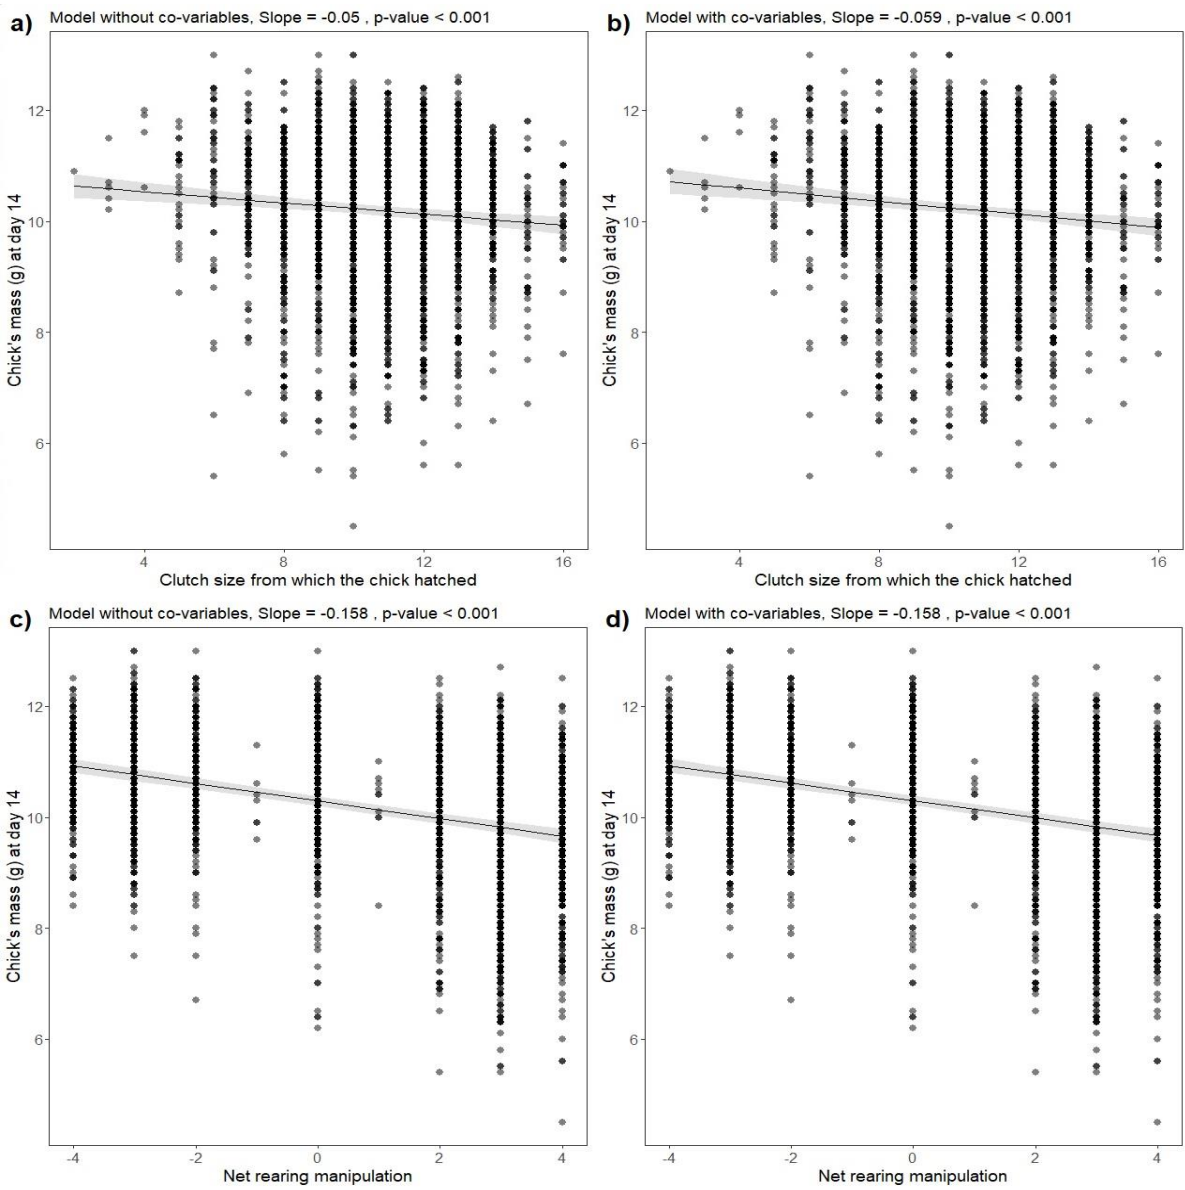 a) Model without co-variables, Slope = -0.05 , p-value < 0.001
12
10
8
6
Chick's mass (g) at day 14
4 8 12 16
Clutch size from which the chick hatched
b) Model with co-variables, Slope = -0.059 , p-value < 0.001
12
10
8
6
Chick's mass (g) at day 14
4 8 12 16
Clutch size from which the chick hatched
c) Model without co-variables, Slope = -0.158 , p-value < 0.001
12
10
8
6
Chick's mass (g) at day 14
-4 -2 0 2 4
Net rearing manipulation
d) Model with co-variables, Slope = -0.158 , p-value < 0.001
12
10
8
6
Chick's mass (g) at day 14
-4 -2 0 2 4
Net rearing manipulation